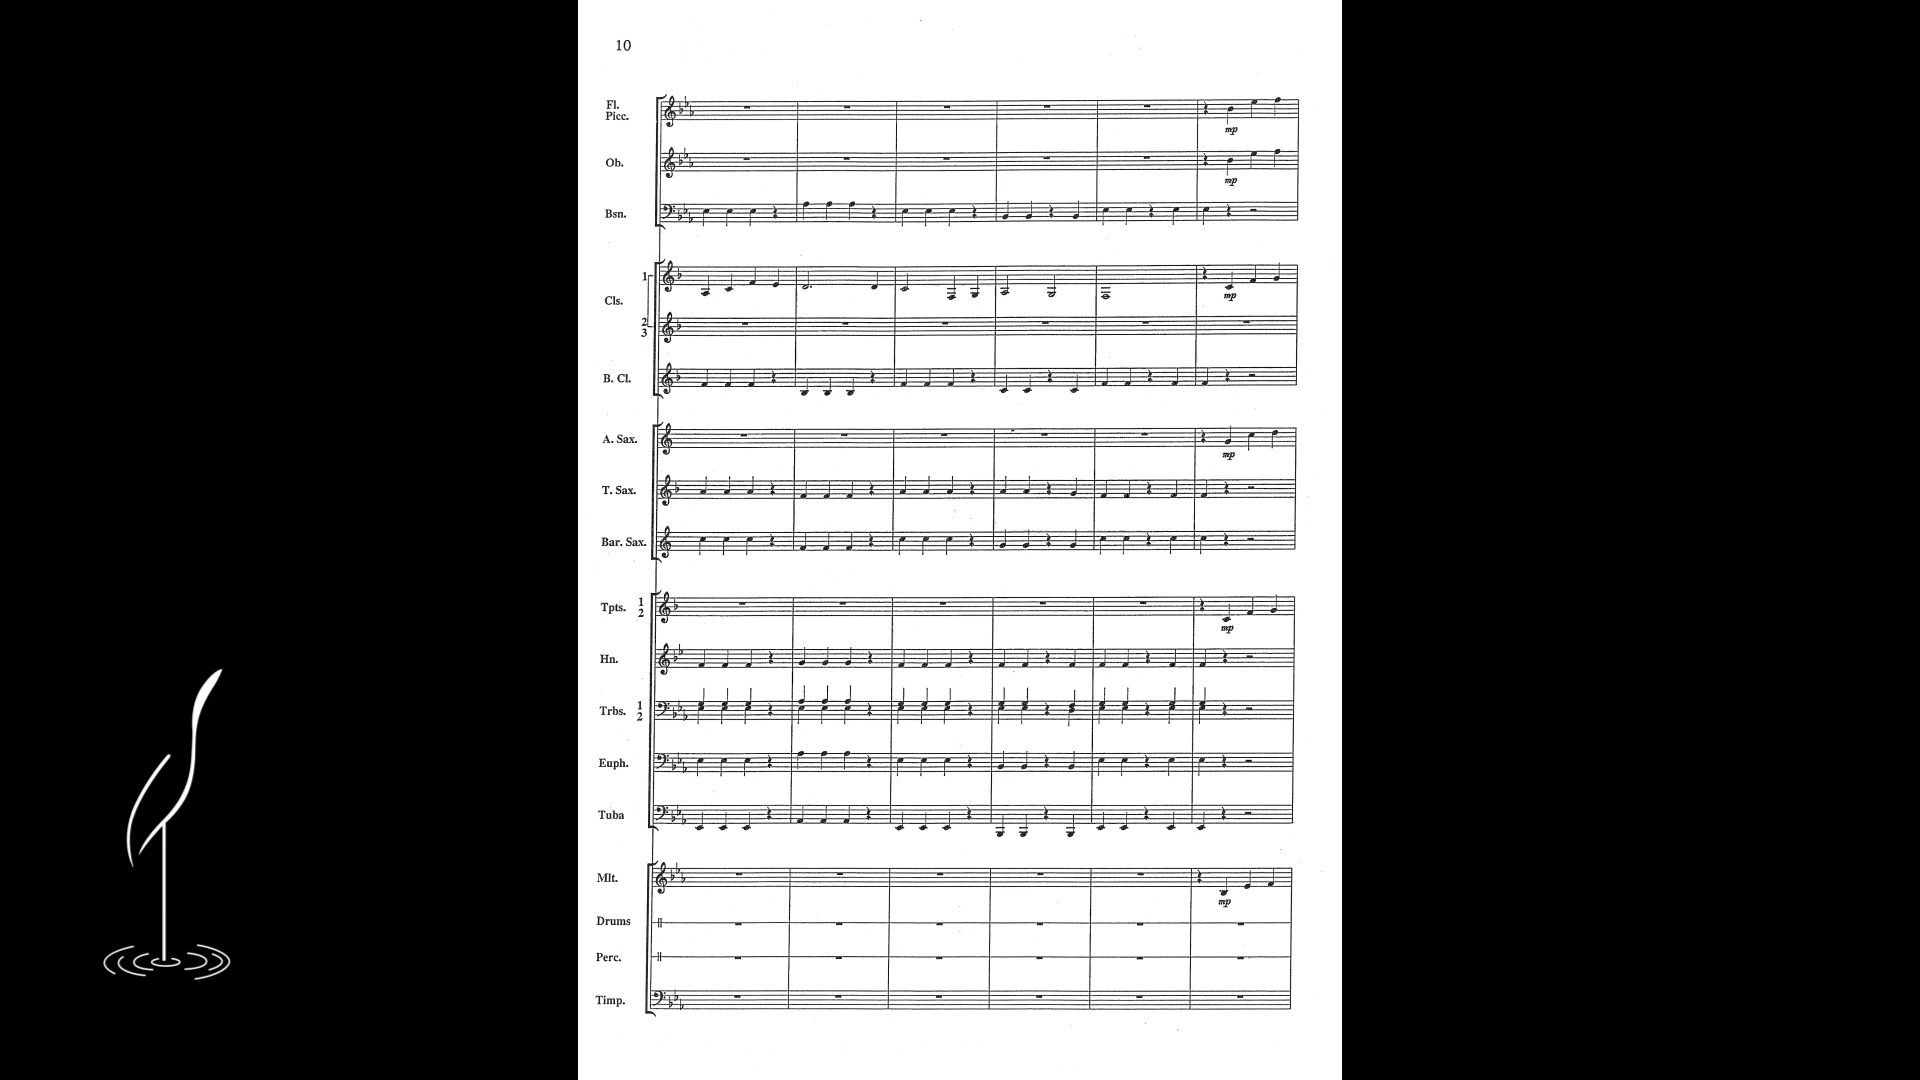 10
Fl.
Picc.
mp
Ob.
mp
Bsn.
1
Cls.
mp
2
3
B. Cl.
A. Sax.
mp
T. Sax.
Bar. Sax.
Tpts. 1
2
mp
Hn.
Trbs. 1
2
Euph.
Tuba
Mlt.
mp
Drums
Perc.
Timp.